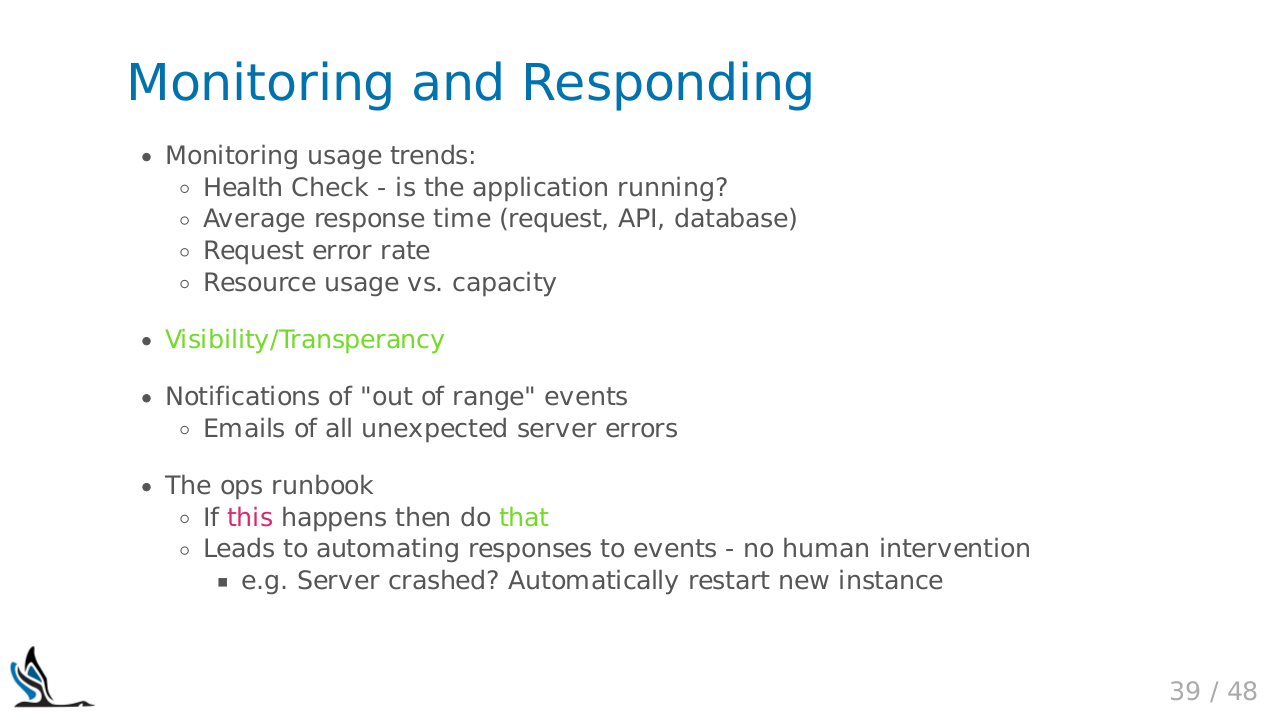 Monitoring and Responding
Monitoring usage trends:
Health Check - is the application running?
Average response time (request, API, database)
Request error rate
Resource usage vs. capacity
Visibility/Transperancy
Notifications of "out of range" events
Emails of all unexpected server errors
The ops runbook
If this happens then do that
Leads to automating responses to events - no human intervention
e.g. Server crashed? Automatically restart new instance
39 / 48